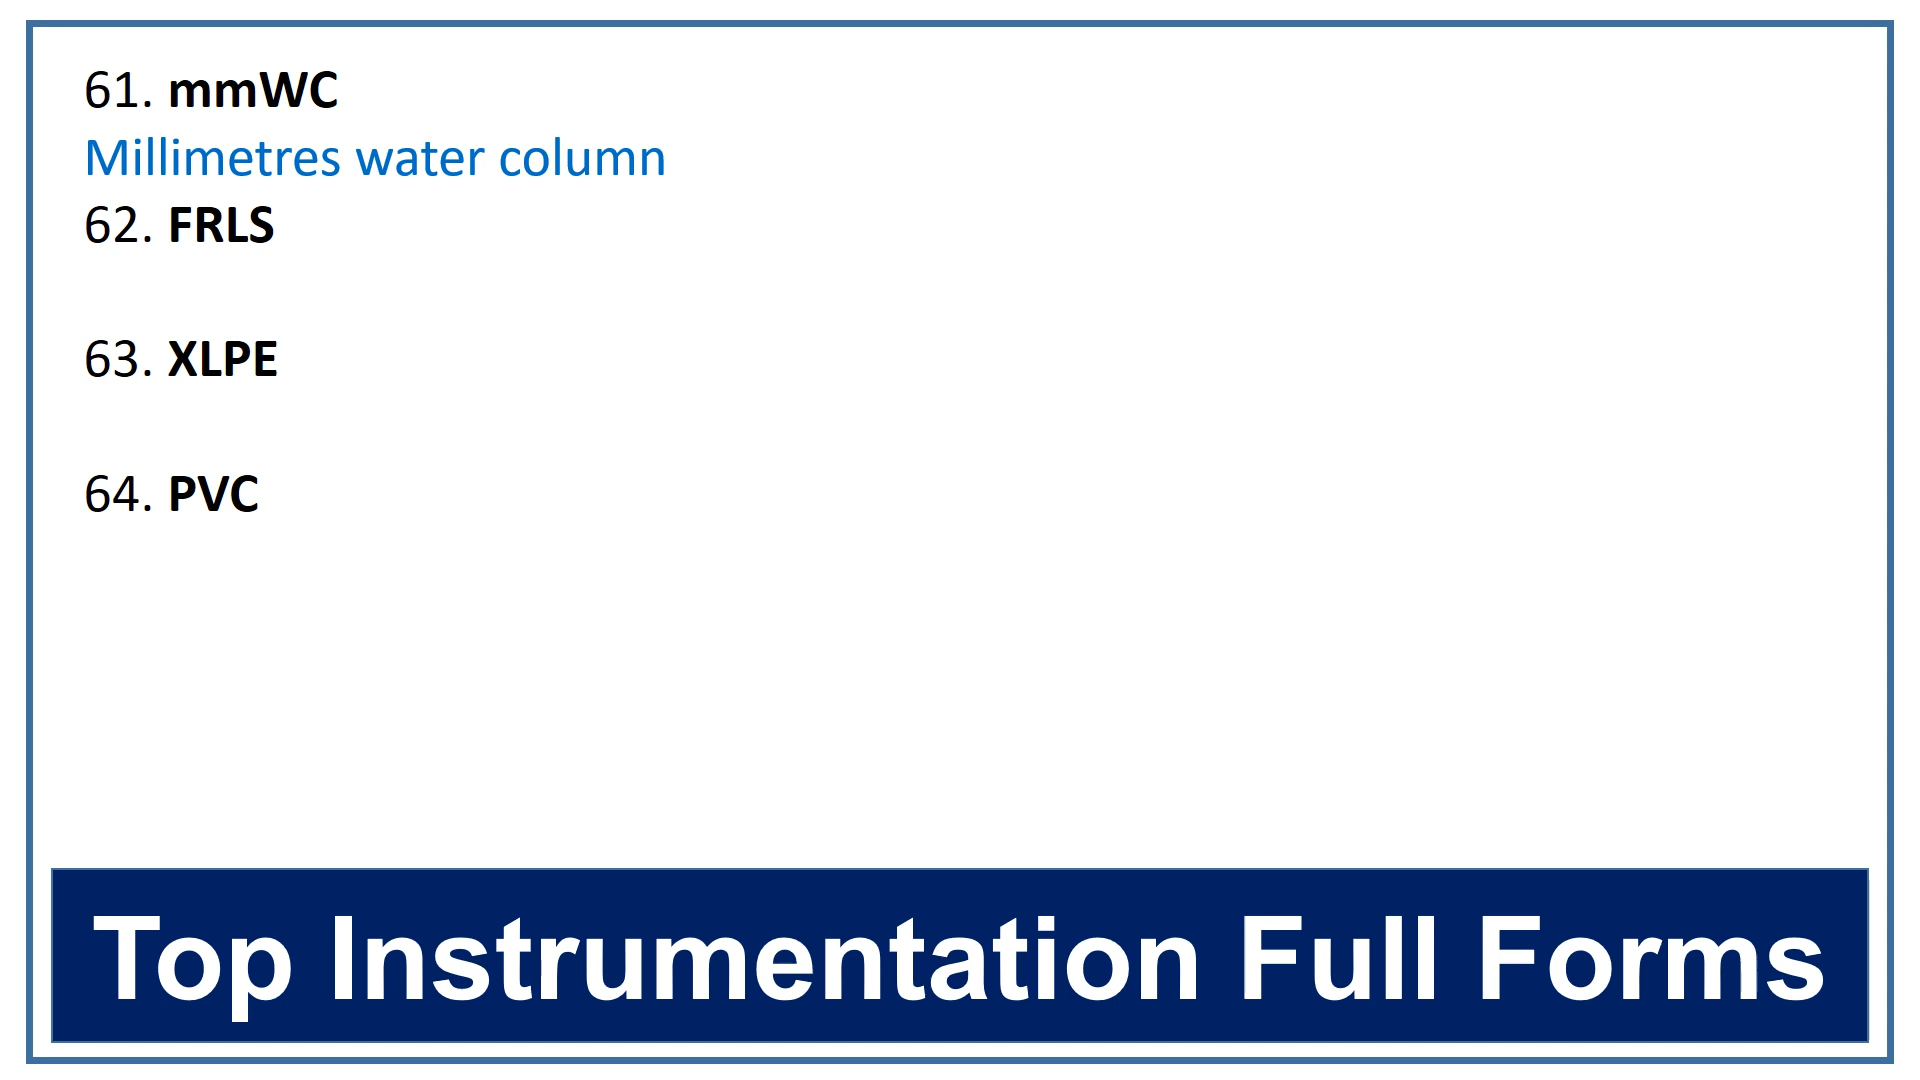 61. mmWC
Millimetres water column
62. FRLS
63. XLPE
64. PVC
Top Instrumentation Full Forms